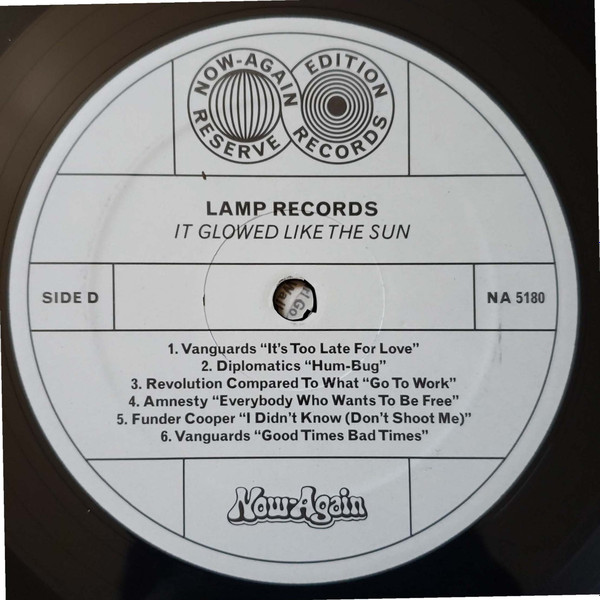 NOW-AGAIN EDITION
RESERVE RECORDS
LAMP RECORDS
IT GLOWED LIKE THE SUN
SIDE D
NA 5180
1. Vanguards “It’s Too Late For Love”
2. Diplomatics “Hum-Bug”
3. Revolution Compared To What “Go To Work”
4. Amnesty “Everybody Who Wants To Be Free”
5. Funder Cooper “I Didn’t Know (Don’t Shoot Me)”
6. Vanguards “Good Times Bad Times”
Now-Again